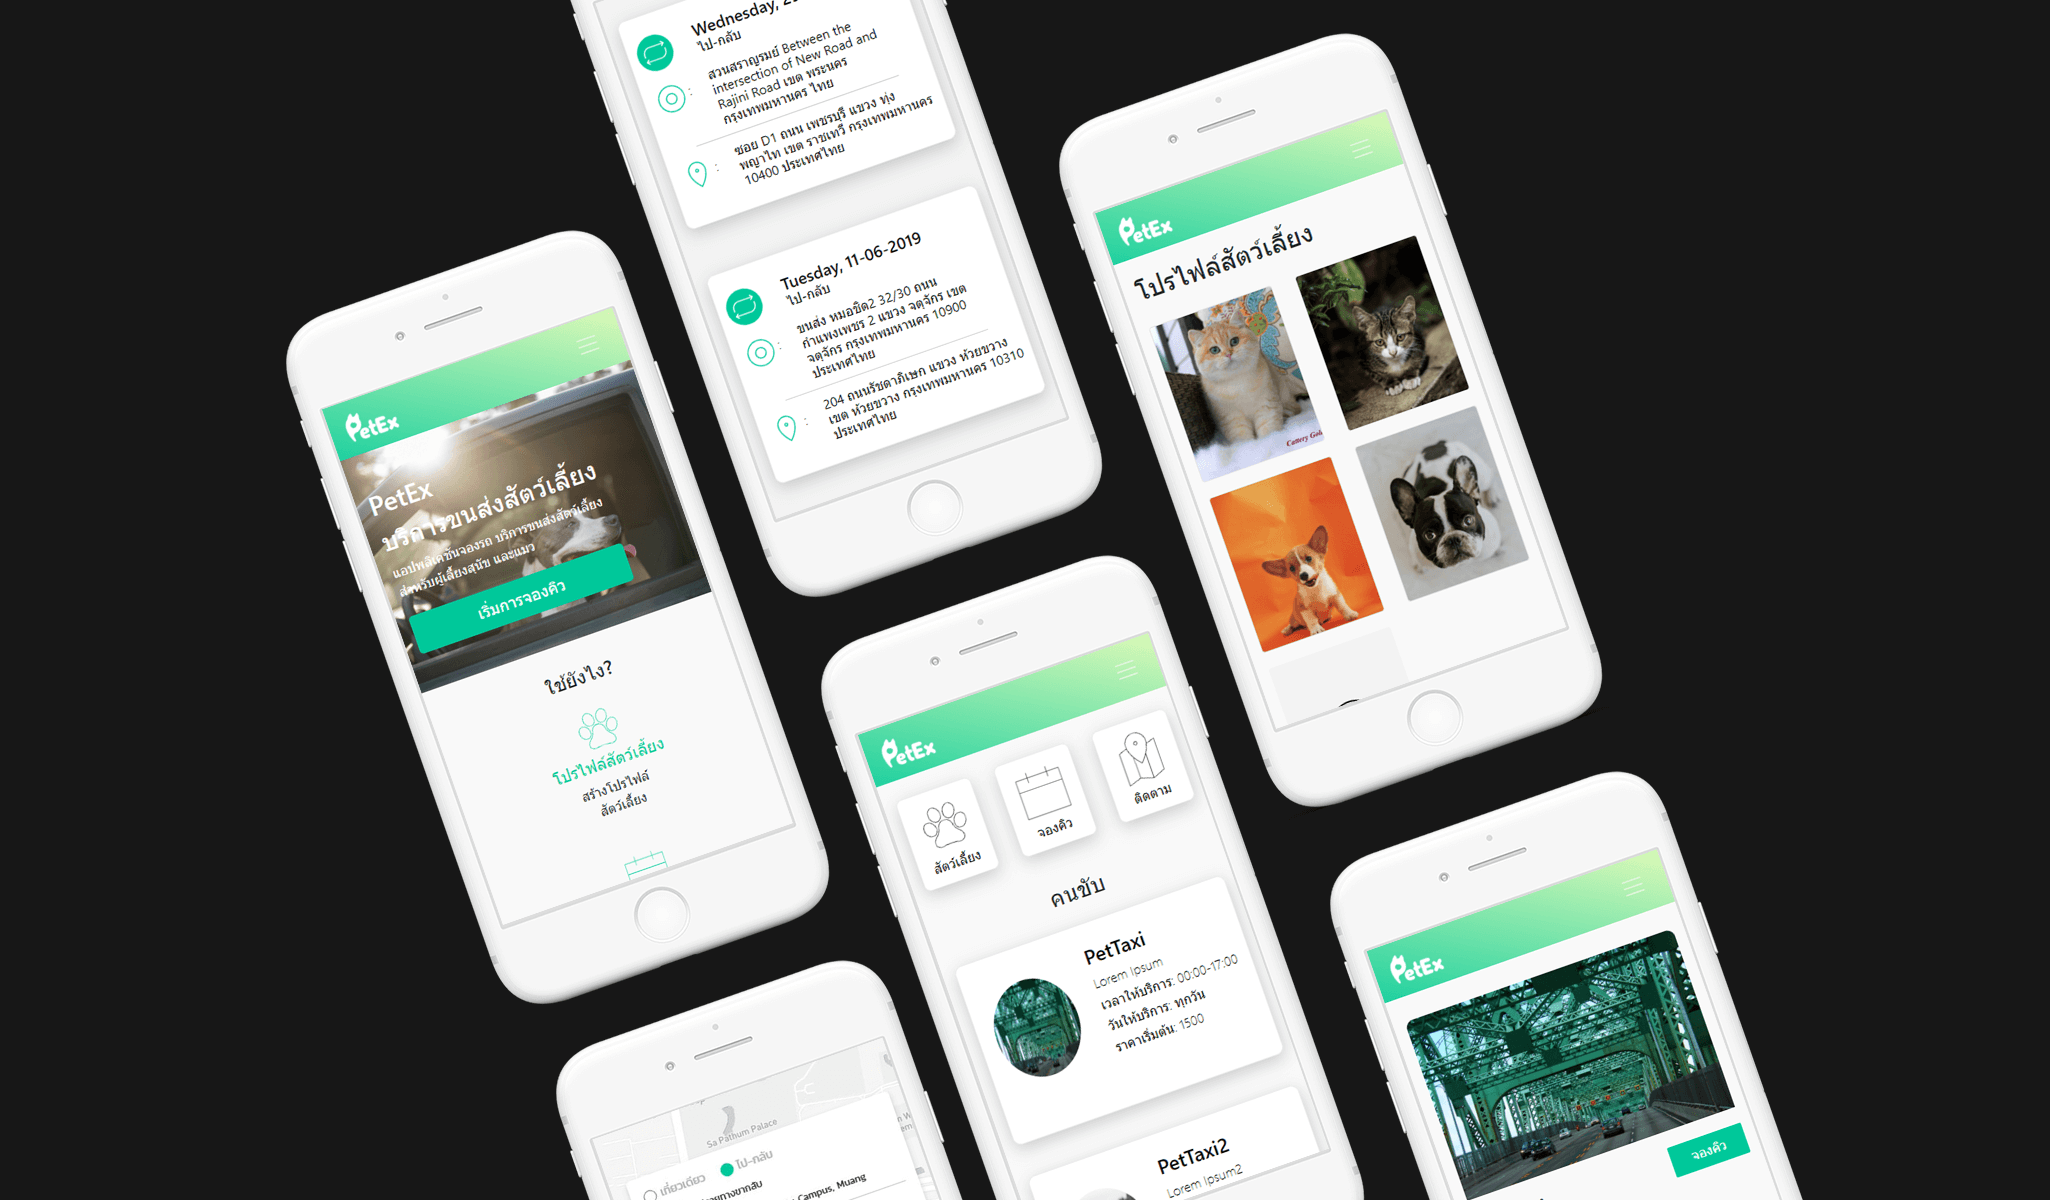 Wednesday,
ไป-กลับ
สวนสราญรมย์ Between the
intersection of New Road and
Rajini Road เขต พระนคร
กรุงเทพมหานคร ไทย
ซอย D1 ถนน เพชรบุรี แขวง ทุ่ง
พญาไท เขต ราชเทวี กรุงเทพมหานคร
10400 ประเทศไทย
Tuesday, 11-06-2019
ไป-กลับ
ขนส่ง หมอชิต2 32/30 ถนน
กำแพงเพชร 2 แขวง จตุจักร เขต
จตุจักร กรุงเทพมหานคร 10900
ประเทศไทย
204 ถนนรัชดาภิเษก แขวง ห้วยขวาง
เขต ห้วยขวาง กรุงเทพมหานคร 10310
ประเทศไทย
PetEx
โปรไฟล์สัตว์เลี้ยง
PetEx
PetEx
บริการขนส่งสัตว์เลี้ยง
แอปพลิเคชันจองรถ บริการขนส่งสัตว์เลี้ยง
สำหรับผู้เลี้ยงสุนัข และแมว
เริ่มการจองคิว
ใช้ยังไง?
โปรไฟล์สัตว์เลี้ยง
สร้างโปรไฟล์
สัตว์เลี้ยง
PetEx
สัตว์เลี้ยง
จองคิว
ติดตาม
คนขับ
PetTaxi
Lorem Ipsum
เวลาให้บริการ: 00:00-17:00
วันให้บริการ: ทุกวัน
ราคาเริ่มต้น: 1500
PetTaxi2
Lorem Ipsum2
PetEx
จองคิว
Sa Pathum Palace
เที่ยวเดียว
ไป-กลับ
Campus, Muang